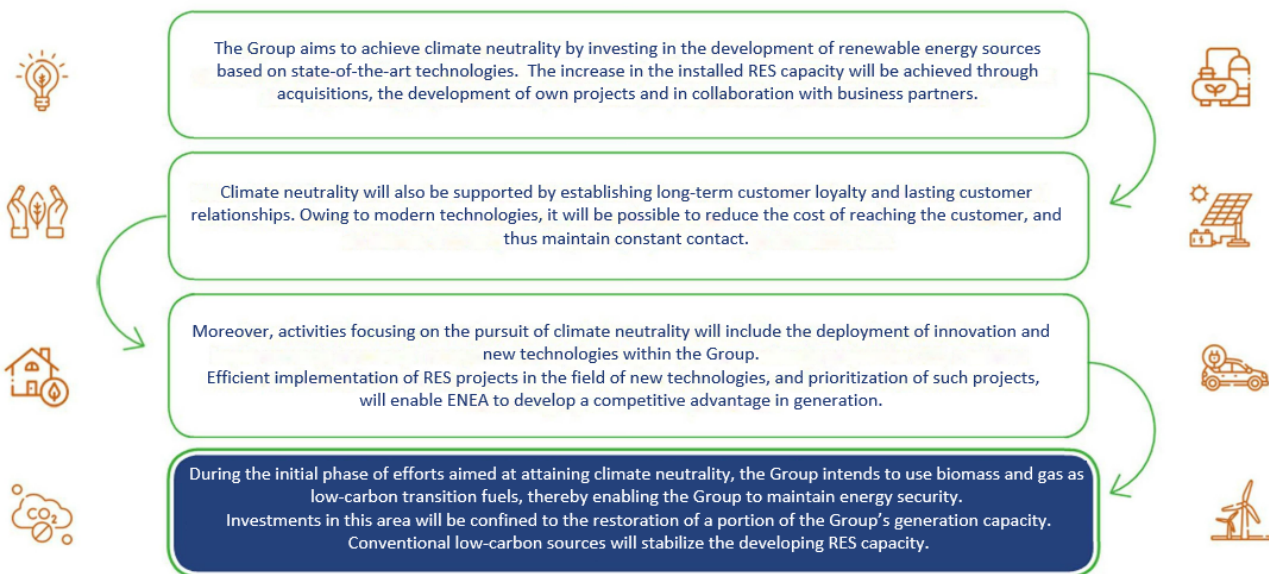 The Group aims to achieve climate neutrality by investing in the development of renewable energy sources
based on state-of-the-art technologies. The increase in the installed RES capacity will be achieved through
acquisitions, the development of own projects and in collaboration with business partners.
Climate neutrality will also be supported by establishing long-term customer loyalty and lasting customer
relationships. Owing to modern technologies, it will be possible to reduce the cost of reaching the customer, and
thus maintain constant contact.
Moreover, activities focusing on the pursuit of climate neutrality will include the deployment of innovation and
new technologies within the Group.
Efficient implementation of RES projects in the field of new technologies, and prioritization of such projects,
will enable ENEA to develop a competitive advantage in generation.
During the initial phase of efforts aimed at attaining climate neutrality, the Group intends to use biomass and gas as
low-carbon transition fuels, thereby enabling the Group to maintain energy security.
Investments in this area will be confined to the restoration of a portion of the Group's generation capacity.
Conventional low-carbon sources will stabilize the developing RES capacity.
CO2